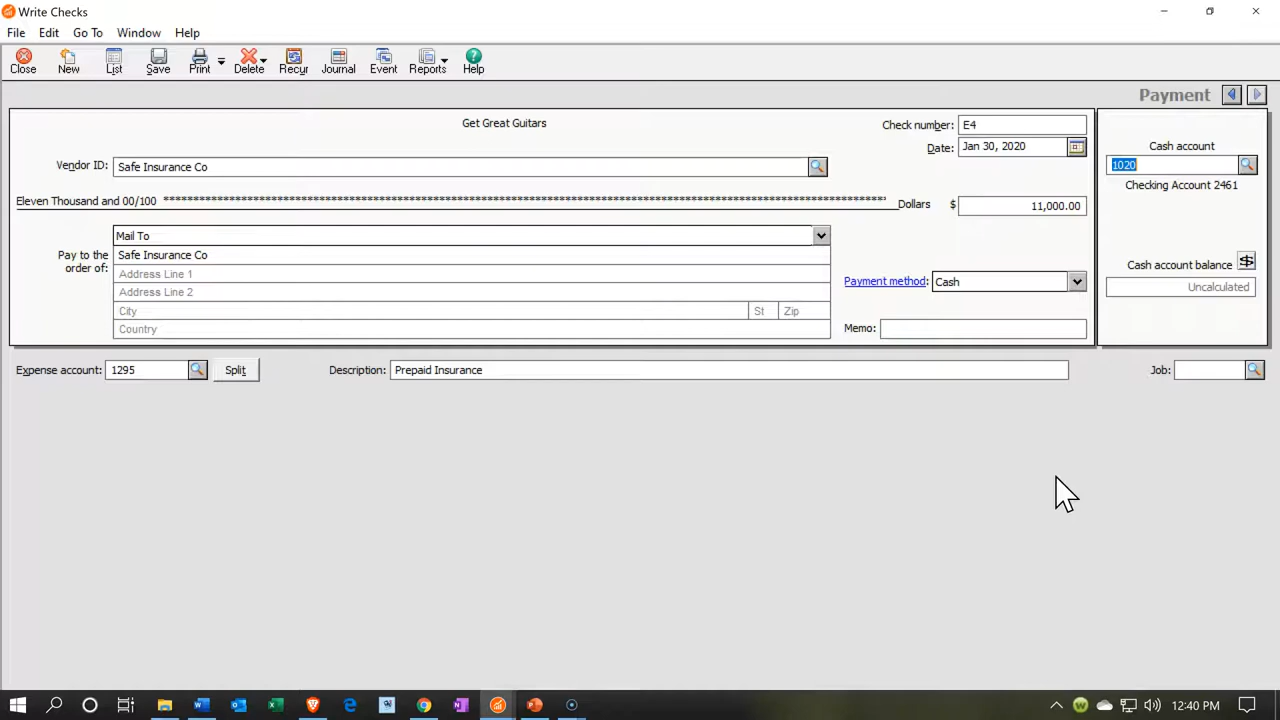 Write Checks
File Edit Go To Window Help
Close New List Save Print Delete Recur Journal Event Reports Help
Payment
Get Great Guitars
Check number: E4
Date: Jan 30, 2020
Cash account
1020
Checking Account 2461
Vendor ID: Safe Insurance Co
Eleven Thousand and 00/100 ****************************************************************************** Dollars $ 11,000.00
Mail To
Pay to the order of:
Safe Insurance Co
Address Line 1
Address Line 2
City St Zip
Country
Payment method: Cash
Memo:
Cash account balance
Uncalculated
Expense account: 1295 Split Description: Prepaid Insurance Job:
12:40 PM